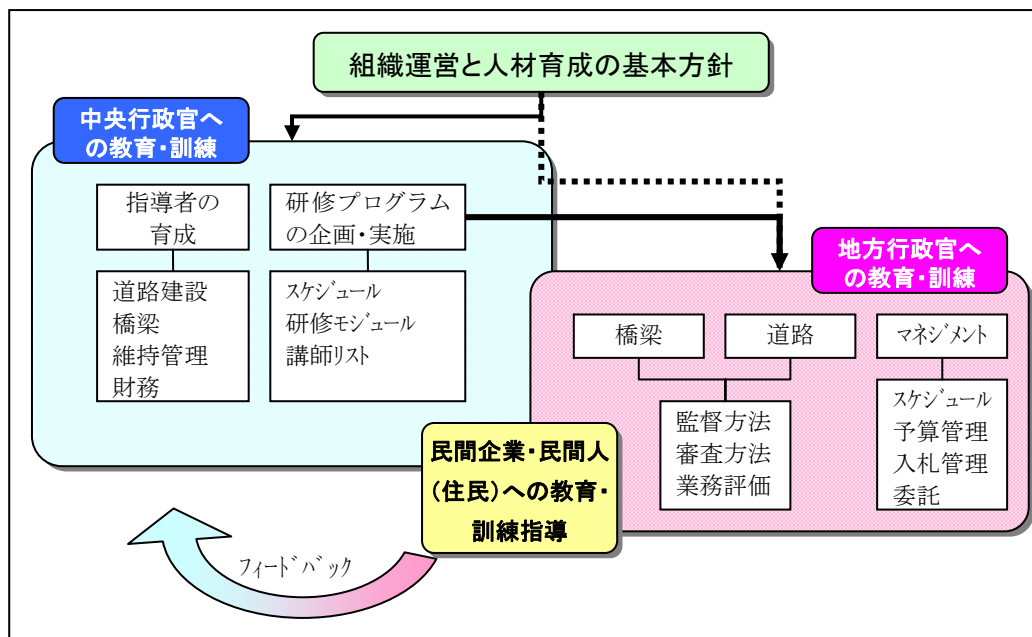 組織運営と人材育成の基本方針
中央行政官へ
の教育・訓練
指導者の
育成
研修プログラム
の企画・実施
道路建設
橋梁
維持管理
財務
ｽｹｼﾞｭｰﾙ
研修ﾓｼﾞｭｰﾙ
講師ﾘｽﾄ
地方行政官へ
の教育・訓練
橋梁
道路
ﾏﾈｼﾞﾒﾝﾄ
監督方法
審査方法
業務評価
ｽｹｼﾞｭｰﾙ
予算管理
入札管理
委託
民間企業・民間人
（住民）への教育・
訓練指導
ﾌｨｰﾄﾞﾊﾞｯｸ